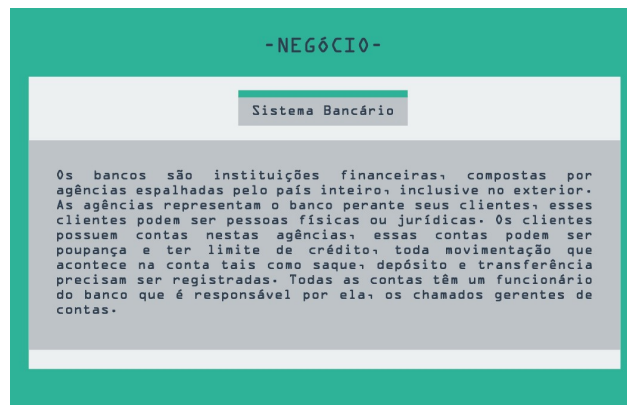 -NEGÓCIO-
Sistema Bancário
Os bancos são instituições financeiras, compostas por
agências espalhadas pelo país inteiro, inclusive no exterior.
As agências representam o banco perante seus clientes, esses
clientes podem ser pessoas físicas ou jurídicas. Os clientes
possuem contas nestas agências, essas contas podem ser
poupança e ter limite de crédito, toda movimentação que
acontece na conta tais como saque, depósito e transferência
precisam ser registradas. Todas as contas têm um funcionário
do banco que é responsável por ela, os chamados gerentes de
contas.